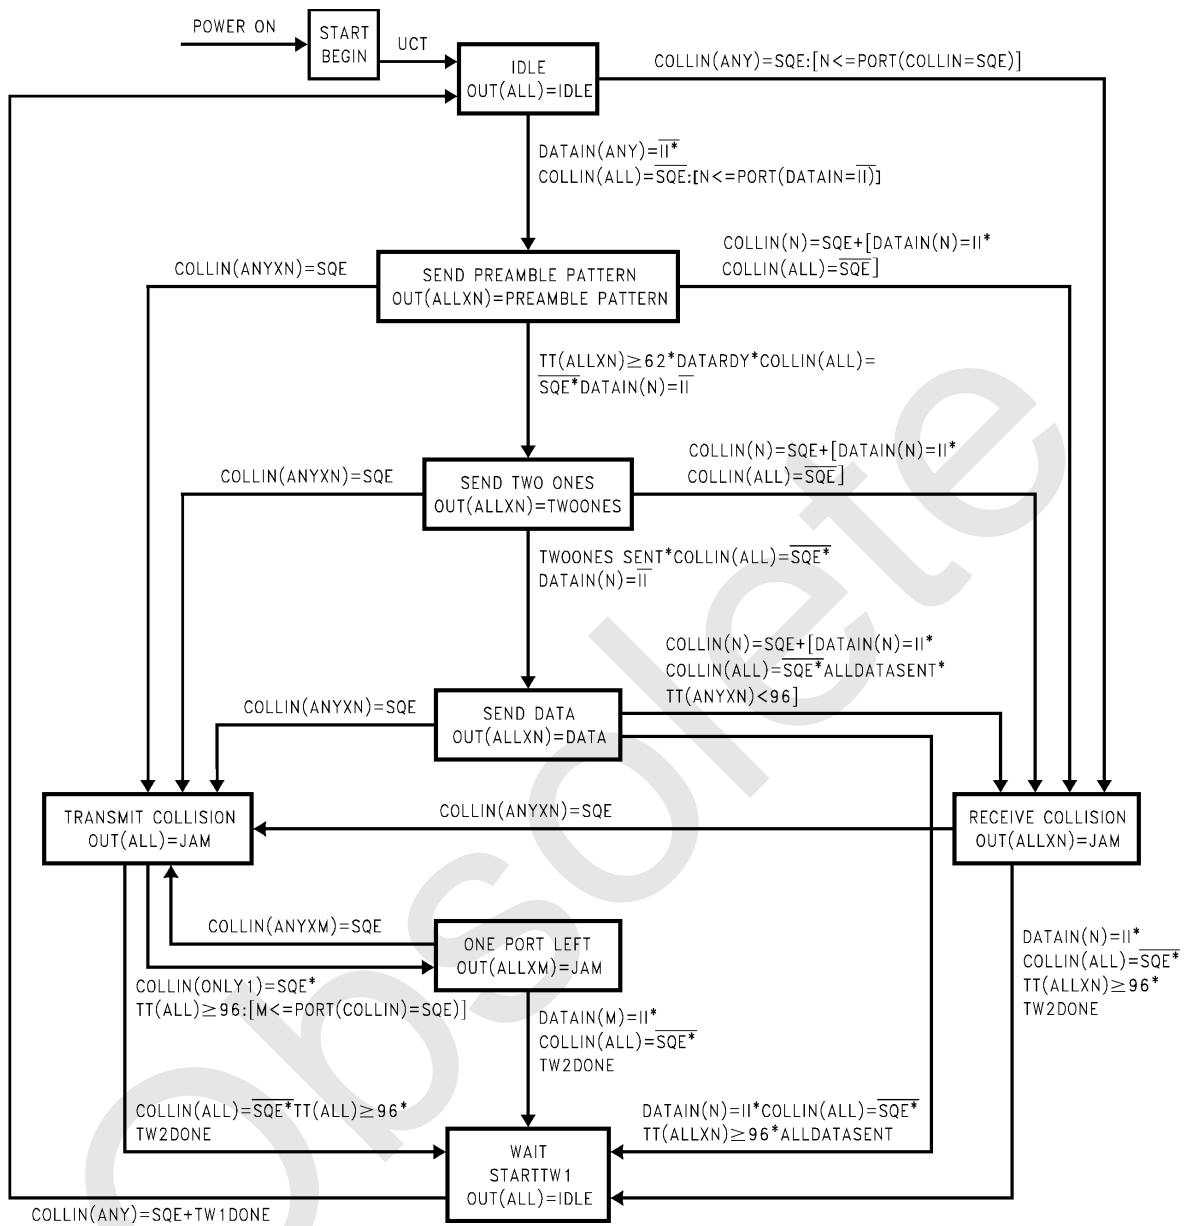 POWER ON
START
BEGIN
UCT
IDLE
OUT(ALL)=IDLE
COLLIN(ANY)=SQE:[N<=PORT(COLLIN=SQE)]
DATAIN(ANY)=II*
COLLIN(ALL)=SQE:[N<=PORT(DATAIN=II)]
COLLIN(ANYXN)=SQE
SEND PREAMBLE PATTERN
OUT(ALLXN)=PREAMBLE PATTERN
COLLIN(N)=SQE+[DATAIN(N)=II*
COLLIN(ALL)=SQE]
TT(ALLXN)≥62*DATARDY*COLLIN(ALL)=
SQE*DATAIN(N)=II
COLLIN(ANYXN)=SQE
SEND TWO ONES
OUT(ALLXN)=TWOONES
COLLIN(N)=SQE+[DATAIN(N)=II*
COLLIN(ALL)=SQE]
TWOONES SENT*COLLIN(ALL)=SQE*
DATAIN(N)=II
COLLIN(N)=SQE+[DATAIN(N)=II*
COLLIN(ALL)=SQE*ALLDATASENT*
TT(ANYXN)<96]
COLLIN(ANYXN)=SQE
SEND DATA
OUT(ALLXN)=DATA
TRANSMIT COLLISION
OUT(ALL)=JAM
COLLIN(ANYXN)=SQE
RECEIVE COLLISION
OUT(ALLXN)=JAM
COLLIN(ANYXM)=SQE
ONE PORT LEFT
OUT(ALLXM)=JAM
COLLIN(ONLY1)=SQE*
TT(ALL)≥96:[M<=PORT(COLLIN)=SQE)]
DATAIN(M)=II*
COLLIN(ALL)=SQE*
TW2DONE
DATAIN(N)=II*
COLLIN(ALL)=SQE*
TT(ALLXN)≥96*
TW2DONE
COLLIN(ALL)=SQE*TT(ALL)≥96*
TW2DONE
DATAIN(N)=II*COLLIN(ALL)=SQE*
TT(ALLXN)≥96*ALLDATASENT
WAIT
STARTTW1
OUT(ALL)=IDLE
COLLIN(ANY)=SQE+TW1DONE
Obsolete